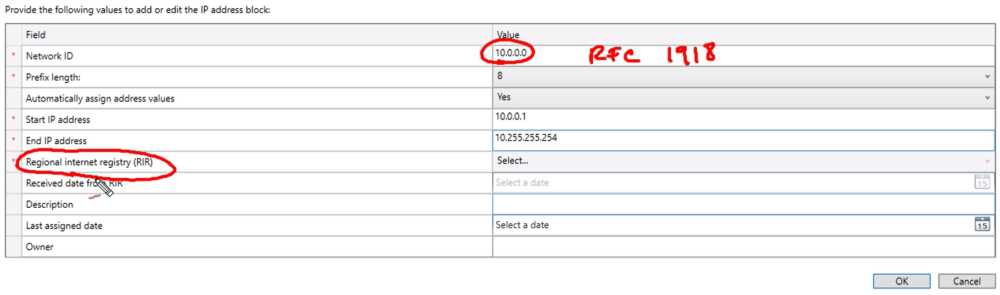 Provide the following values to add or edit the IP address block:
Field Value
* Network ID 10.0.0.0 RFC 1918
* Prefix length: 8
Automatically assign address values Yes
* Start IP address 10.0.0.1
* End IP address 10.255.255.254
* Regional internet registry (RIR) Select...
Received date from RIR Select a date 15
Description
Last assigned date Select a date 15
Owner
OK Cancel